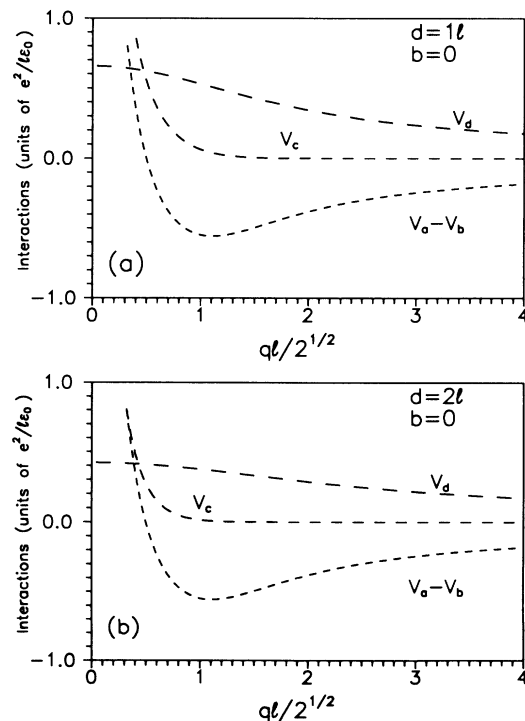 Interactions (units of e²/ℓε₀)
1.0
0.0
−1.0
d=1ℓ
b=0
V_d
V_c
V_a−V_b
(a)
0 1 2 3 4
qℓ/2^{1/2}
Interactions (units of e²/ℓε₀)
1.0
0.0
−1.0
d=2ℓ
b=0
V_d
V_c
V_a−V_b
(b)
0 1 2 3 4
qℓ/2^{1/2}